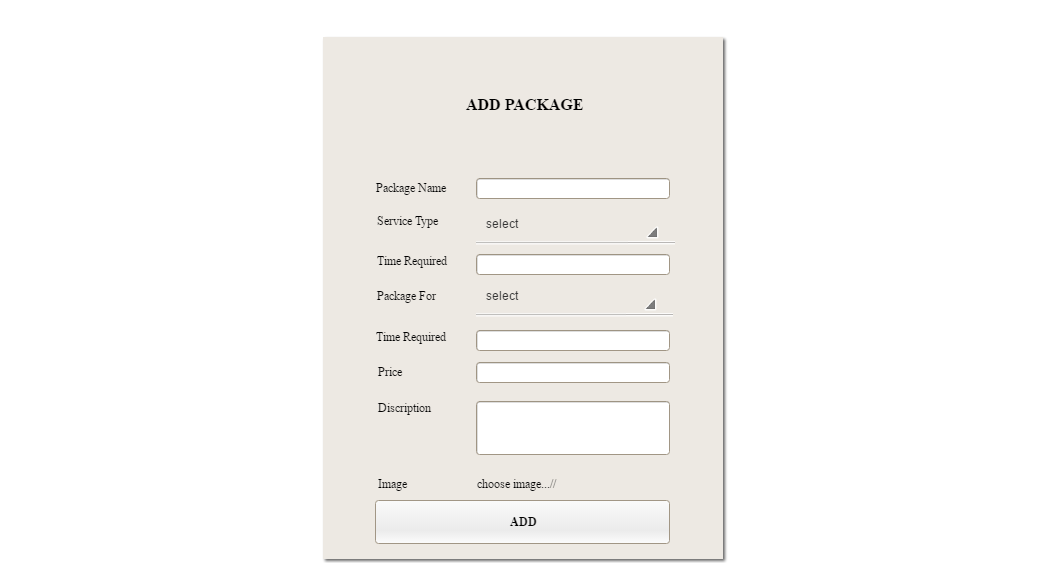 ADD PACKAGE
Package Name
Service Type select
Time Required
Package For select
Time Required
Price
Discription
Image choose image...//
ADD